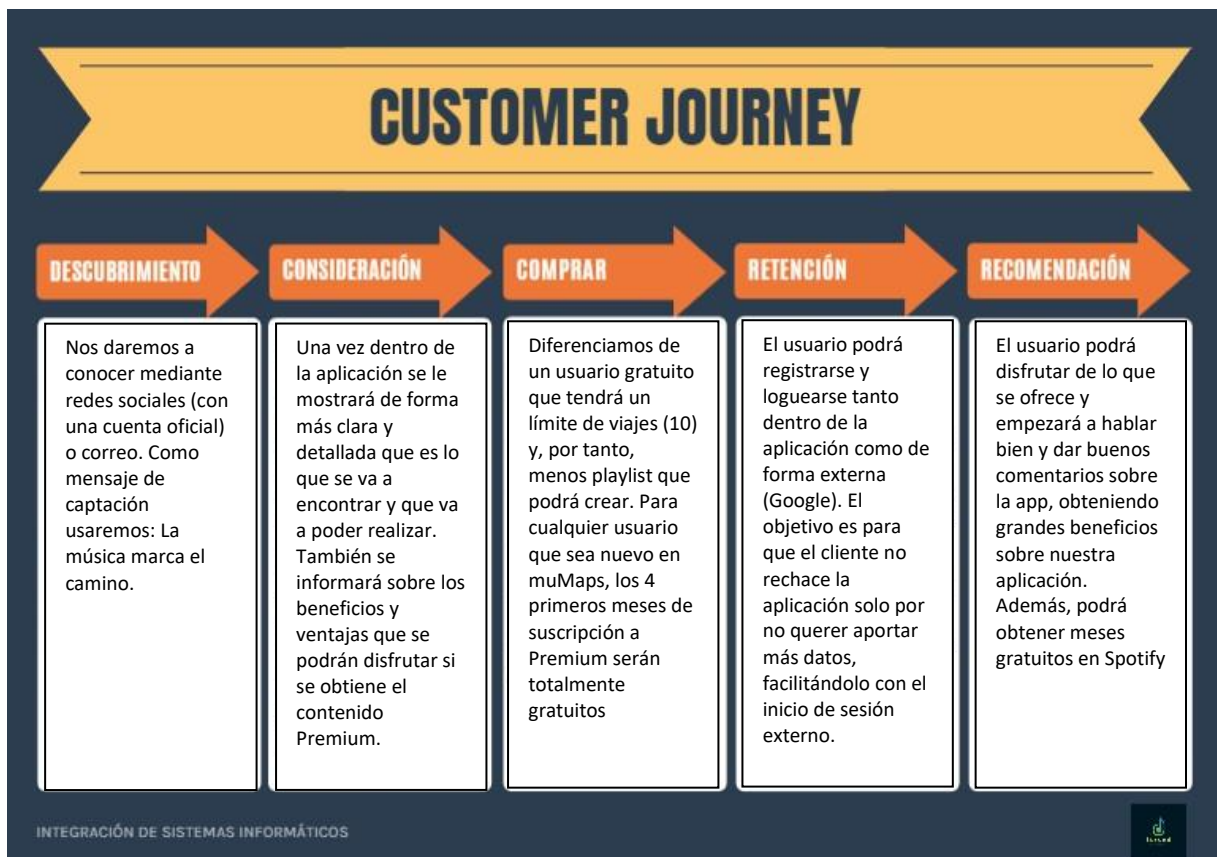 CUSTOMER JOURNEY
DESCUBRIMIENTO
Nos daremos a
conocer mediante
redes sociales (con
una cuenta oficial)
o correo. Como
mensaje de
captación
usaremos: La
música marca el
camino.
CONSIDERACIÓN
Una vez dentro de
la aplicación se le
mostrará de forma
más clara y
detallada que es lo
que se va a
encontrar y que va
a poder realizar.
También se
informará sobre los
beneficios y
ventajas que se
podrán disfrutar si
se obtiene el
contenido
Premium.
COMPRAR
Diferenciamos de
un usuario gratuito
que tendrá un
límite de viajes (10)
y, por tanto,
menos playlist que
podrá crear. Para
cualquier usuario
que sea nuevo en
muMaps, los 4
primeros meses de
suscripción a
Premium serán
totalmente
gratuitos
RETENCIÓN
El usuario podrá
registrarse y
loguearse tanto
dentro de la
aplicación como de
forma externa
(Google). El
objetivo es para
que el cliente no
rechace la
aplicación solo por
no querer aportar
más datos,
facilitándolo con el
inicio de sesión
externo.
RECOMENDACIÓN
El usuario podrá
disfrutar de lo que
se ofrece y
empezará a hablar
bien y dar buenos
comentarios sobre
la app, obteniendo
grandes beneficios
sobre nuestra
aplicación.
Además, podrá
obtener meses
gratuitos en Spotify
INTEGRACIÓN DE SISTEMAS INFORMÁTICOS